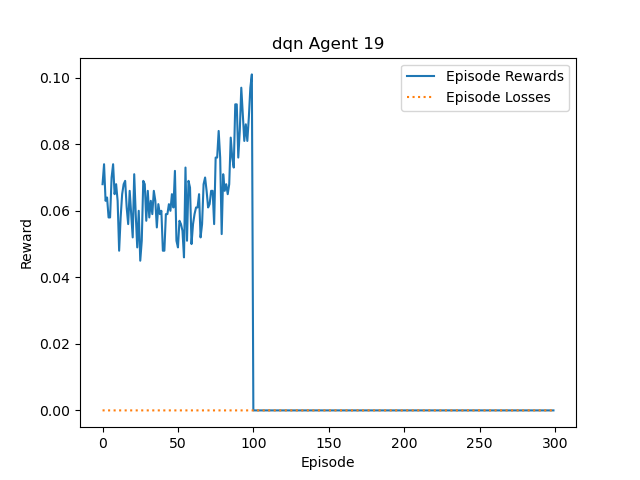 dqn Agent 19
Episode Rewards
Episode Losses
Reward
0.10
0.08
0.06
0.04
0.02
0.00
0 50 100 150 200 250 300
Episode